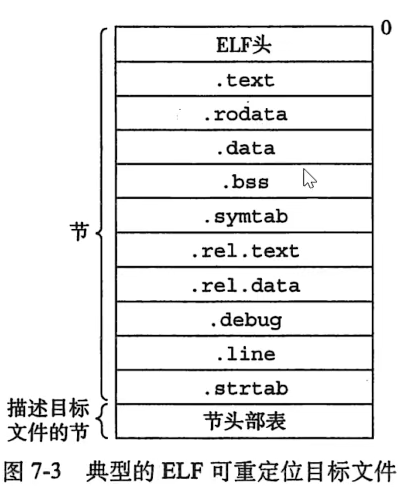 0
ELF头
.text
.rodata
.data
.bss
节
.symtab
.rel.text
.rel.data
.debug
.line
.strtab
描述目标
文件的节
节头部表
图 7-3 典型的 ELF 可重定位目标文件